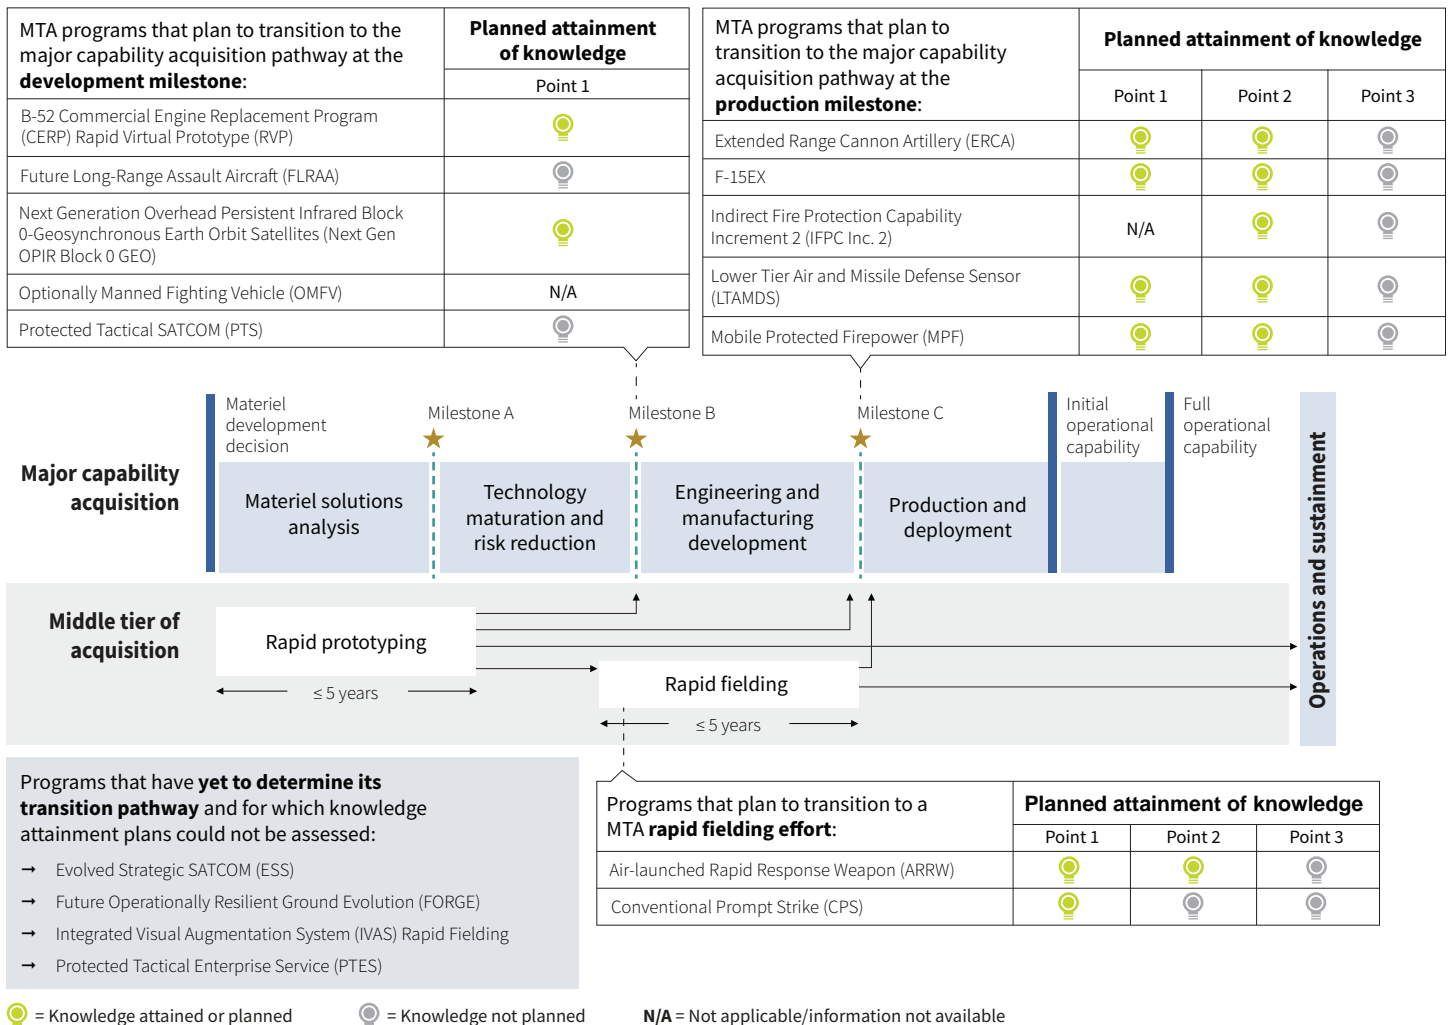 MTA programs that plan to transition to the
major capability acquisition pathway at the
development milestone:
Planned attainment
of knowledge
Point 1
B-52 Commercial Engine Replacement Program
(CERP) Rapid Virtual Prototype (RVP)
Future Long-Range Assault Aircraft (FLRAA)
Next Generation Overhead Persistent Infrared Block
0-Geosynchronous Earth Orbit Satellites (Next Gen
OPIR Block 0 GEO)
Optionally Manned Fighting Vehicle (OMFV)
N/A
Protected Tactical SATCOM (PTS)
MTA programs that plan to
transition to the major capability
acquisition pathway at the
production milestone:
Planned attainment of knowledge
Point 1
Point 2
Point 3
Extended Range Cannon Artillery (ERCA)
F-15EX
Indirect Fire Protection Capability
Increment 2 (IFPC Inc. 2)
N/A
Lower Tier Air and Missile Defense Sensor
(LTAMDS)
Mobile Protected Firepower (MPF)
Materiel
development
decision
Milestone A
Milestone B
Milestone C
Initial
operational
capability
Full
operational
capability
Major capability
acquisition
Materiel solutions
analysis
Technology
maturation and
risk reduction
Engineering and
manufacturing
development
Production and
deployment
Operations and sustainment
Middle tier of
acquisition
Rapid prototyping
≤ 5 years
Rapid fielding
≤ 5 years
Programs that have yet to determine its
transition pathway and for which knowledge
attainment plans could not be assessed:
→ Evolved Strategic SATCOM (ESS)
→ Future Operationally Resilient Ground Evolution (FORGE)
→ Integrated Visual Augmentation System (IVAS) Rapid Fielding
→ Protected Tactical Enterprise Service (PTES)
Programs that plan to transition to a
MTA rapid fielding effort:
Planned attainment of knowledge
Point 1
Point 2
Point 3
Air-launched Rapid Response Weapon (ARRW)
Conventional Prompt Strike (CPS)
= Knowledge attained or planned
= Knowledge not planned
N/A = Not applicable/information not available